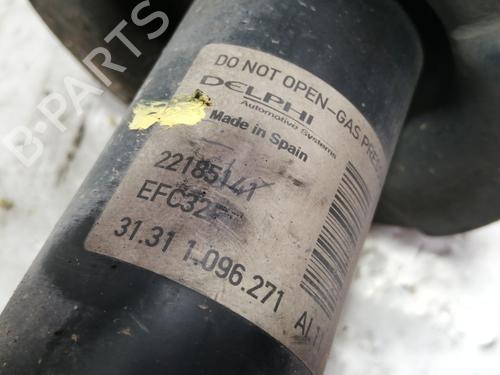 DO NOT OPEN-GAS PRES
DELPHI
Automotive Systems
Made in Spain
22185141
EFC32
31.31 1.096.271 AI.
B-PARTS